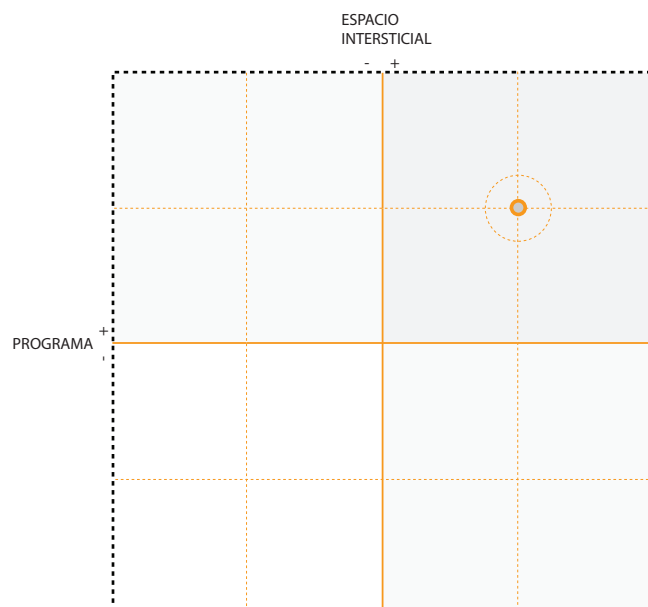 ESPACIO
INTERSTICIAL
- +
+
PROGRAMA
-